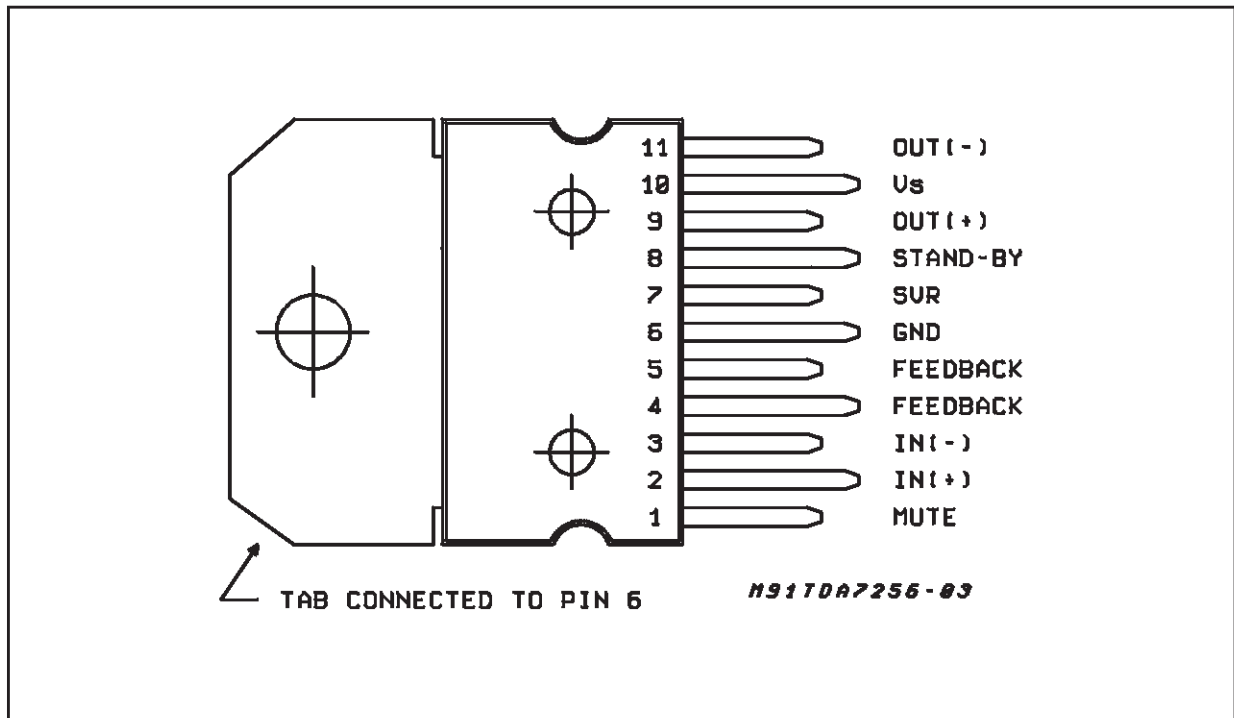 11 OUT(-)
10 Vs
9 OUT(+)
8 STAND-BY
7 SVR
6 GND
5 FEEDBACK
4 FEEDBACK
3 IN(-)
2 IN(+)
1 MUTE
TAB CONNECTED TO PIN 6
M91TDA7256-03